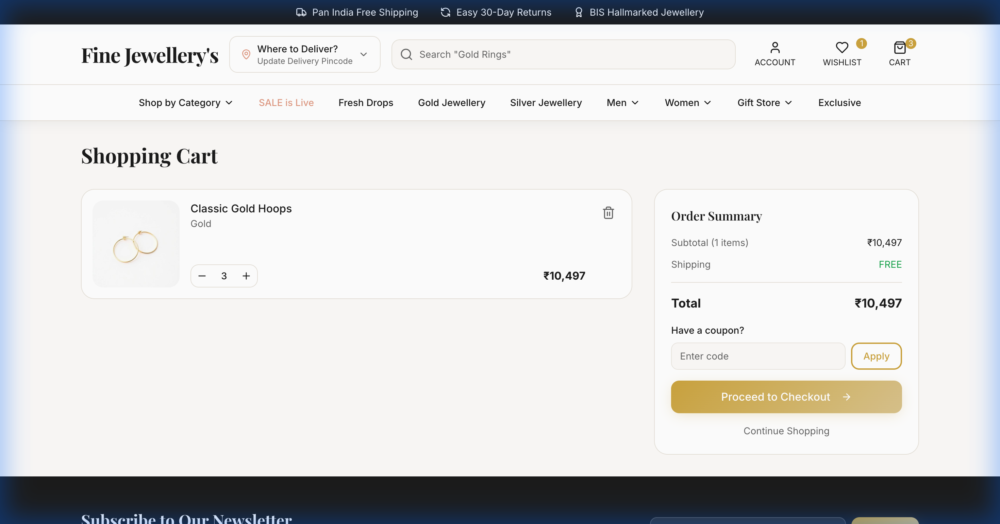 Pan India Free Shipping
Easy 30-Day Returns
BIS Hallmarked Jewellery
Fine Jewellery's
Where to Deliver?
Update Delivery Pincode
Search "Gold Rings"
ACCOUNT
1
WISHLIST
3
CART
Shop by Category
SALE is Live
Fresh Drops
Gold Jewellery
Silver Jewellery
Men
Women
Gift Store
Exclusive
Shopping Cart
Classic Gold Hoops
Gold
3
₹10,497
Order Summary
Subtotal (1 items)
₹10,497
Shipping
FREE
Total
₹10,497
Have a coupon?
Enter code
Apply
Proceed to Checkout
Continue Shopping
Subscribe to Our Newsletter